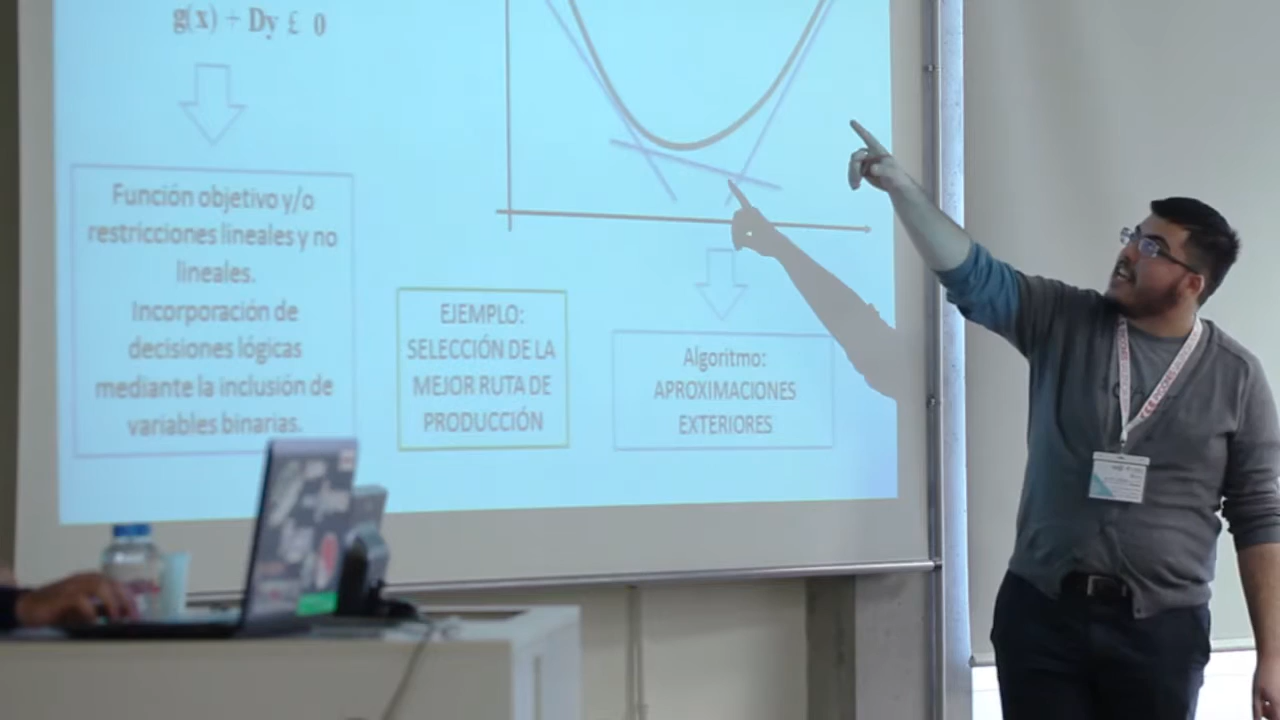 g(x) + Dy £ 0
Función objetivo y/o
restricciones lineales y no
lineales.
Incorporación de
decisiones lógicas
mediante la inclusión de
variables binarias.
EJEMPLO:
SELECCIÓN DE LA
MEJOR RUTA DE
PRODUCCIÓN
Algoritmo:
APROXIMACIONES
EXTERIORES